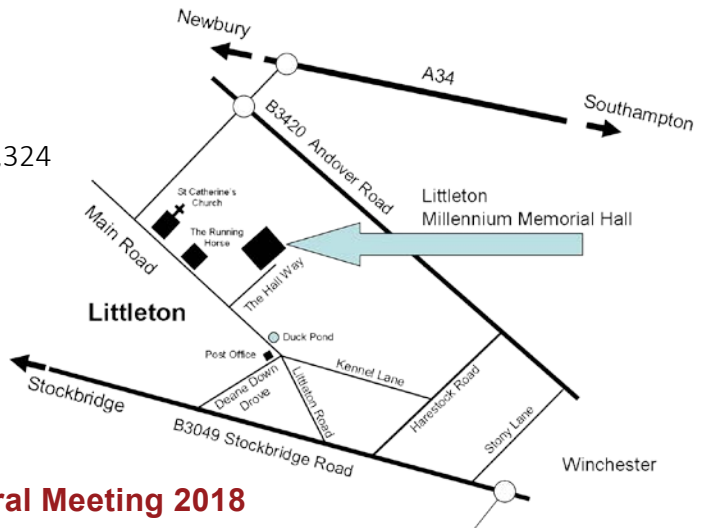 Newbury
A34
Southampton
B3420 Andover Road
324
St Catherine's
Church
Littleton
Millennium Memorial Hall
Main Road
The Running
Horse
The Hall Way
Littleton
Duck Pond
Post Office
Kennel Lane
Stockbridge
Deane Down
Drove
Littleton Road
Harestock Road
Stony Lane
B3049 Stockbridge Road
Winchester
ral Meeting 2018